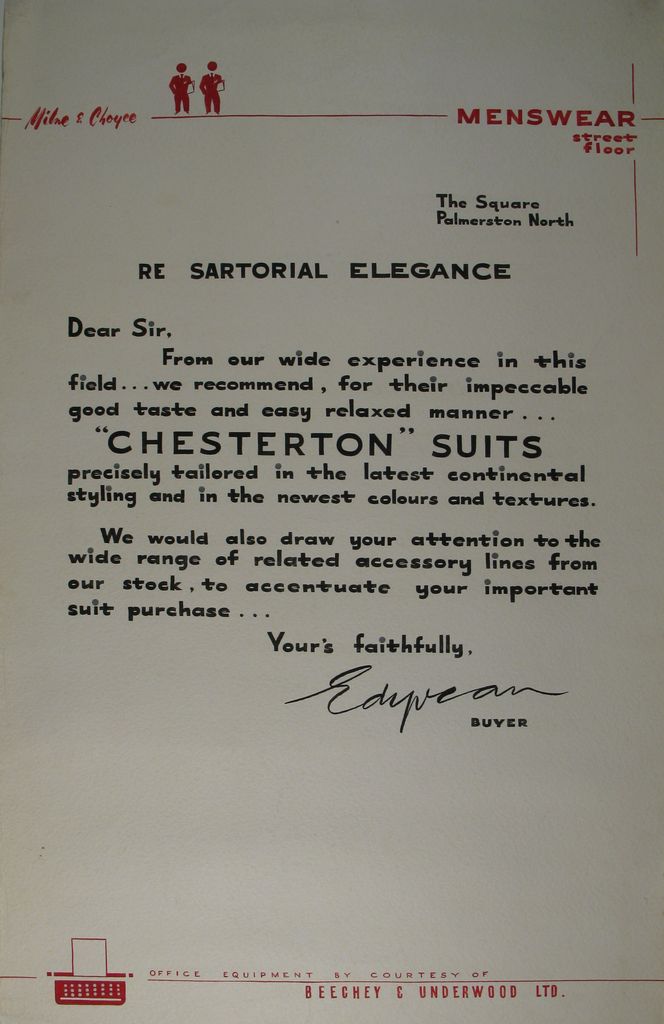 Milne & Choyce
MENSWEAR
street
floor
The Square
Palmerston North
RE SARTORIAL ELEGANCE
Dear Sir,
From our wide experience in this
field...we recommend, for their impeccable
good taste and easy relaxed manner...
"CHESTERTON" SUITS
precisely tailored in the latest continental
styling and in the newest colours and textures.
We would also draw your attention to the
wide range of related accessory lines from
our stock, to accentuate your important
suit purchase...
Your's faithfully,
BUYER
OFFICE EQUIPMENT BY COURTESY OF
BEECHEY & UNDERWOOD LTD.